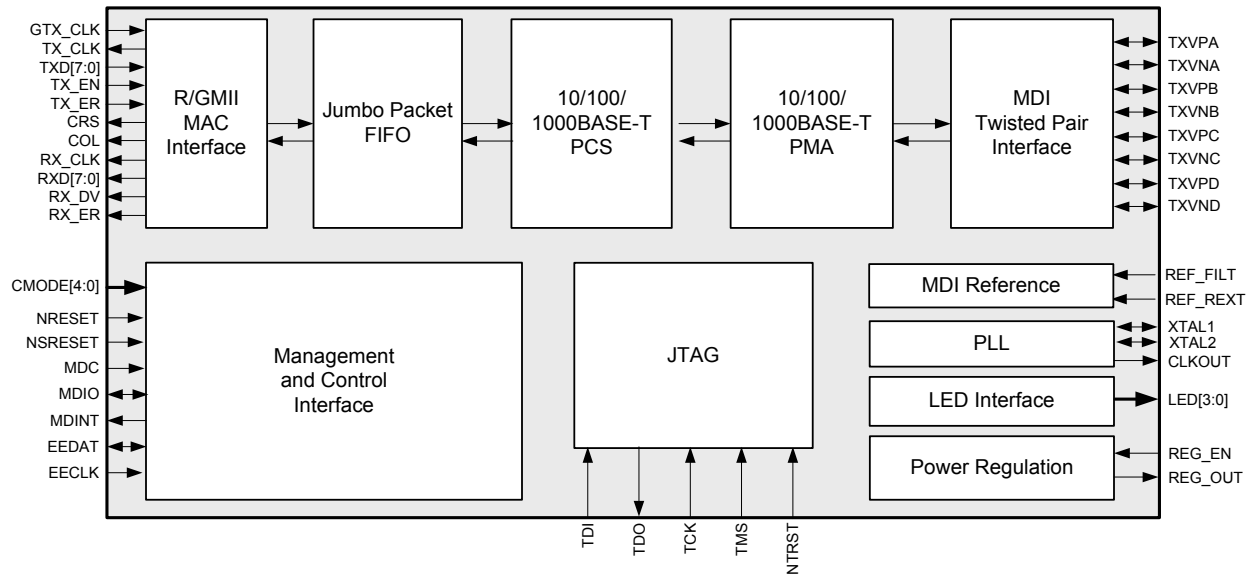 GTX_CLK
TX_CLK
TXD[7:0]
TX_EN
TX_ER
CRS
COL
RX_CLK
RXD[7:0]
RX_DV
RX_ER
R/GMII
MAC
Interface
Jumbo Packet
FIFO
10/100/
1000BASE-T
PCS
10/100/
1000BASE-T
PMA
MDI
Twisted Pair
Interface
TXVPA
TXVNA
TXVPB
TXVNB
TXVPC
TXVNC
TXVPD
TXVND
CMODE[4:0]
NRESET
NSRESET
MDC
MDIO
MDINT
EEDAT
EECLK
Management
and Control
Interface
JTAG
TDI
TDO
TCK
TMS
NTRST
MDI Reference
PLL
LED Interface
Power Regulation
REF_FILT
REF_REXT
XTAL1
XTAL2
CLKOUT
LED[3:0]
REG_EN
REG_OUT